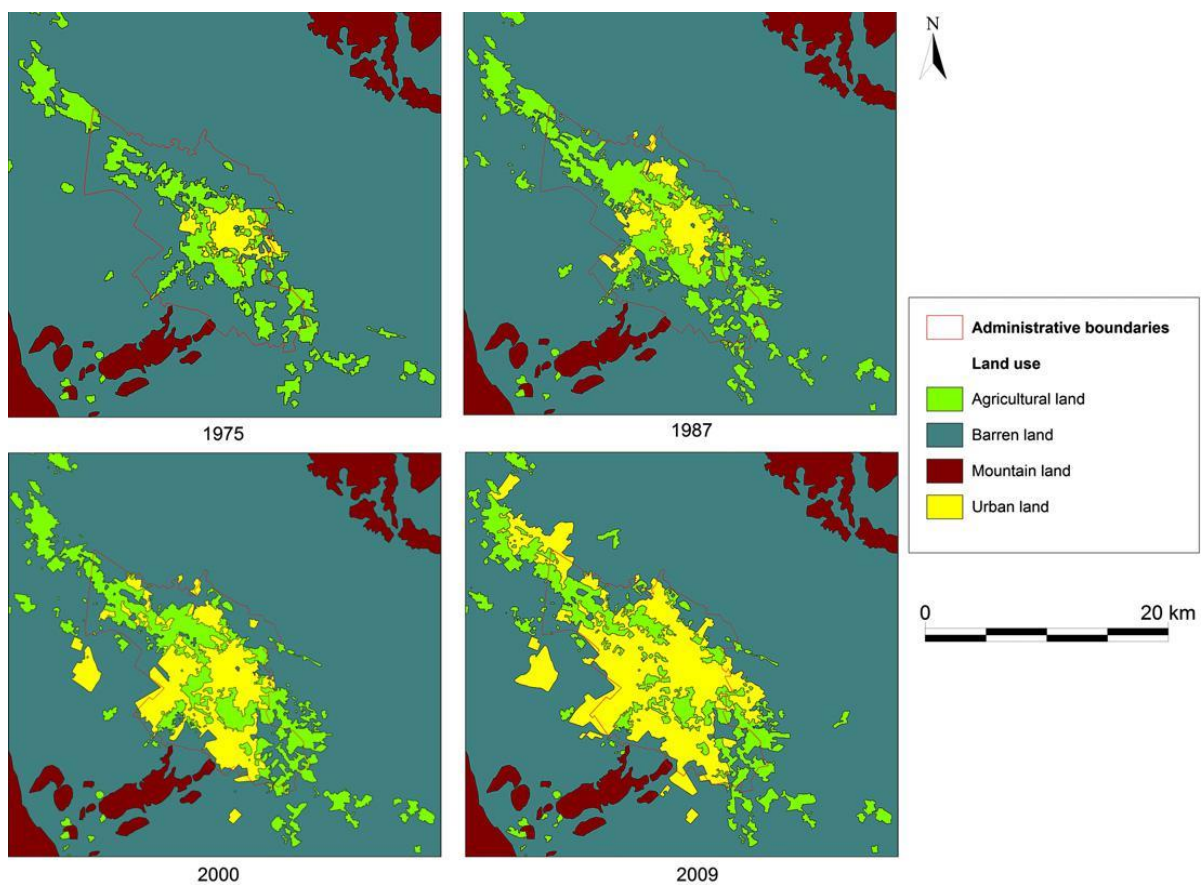 N
1975
1987
Administrative boundaries
Land use
Agricultural land
Barren land
Mountain land
Urban land
0 20 km
2000
2009